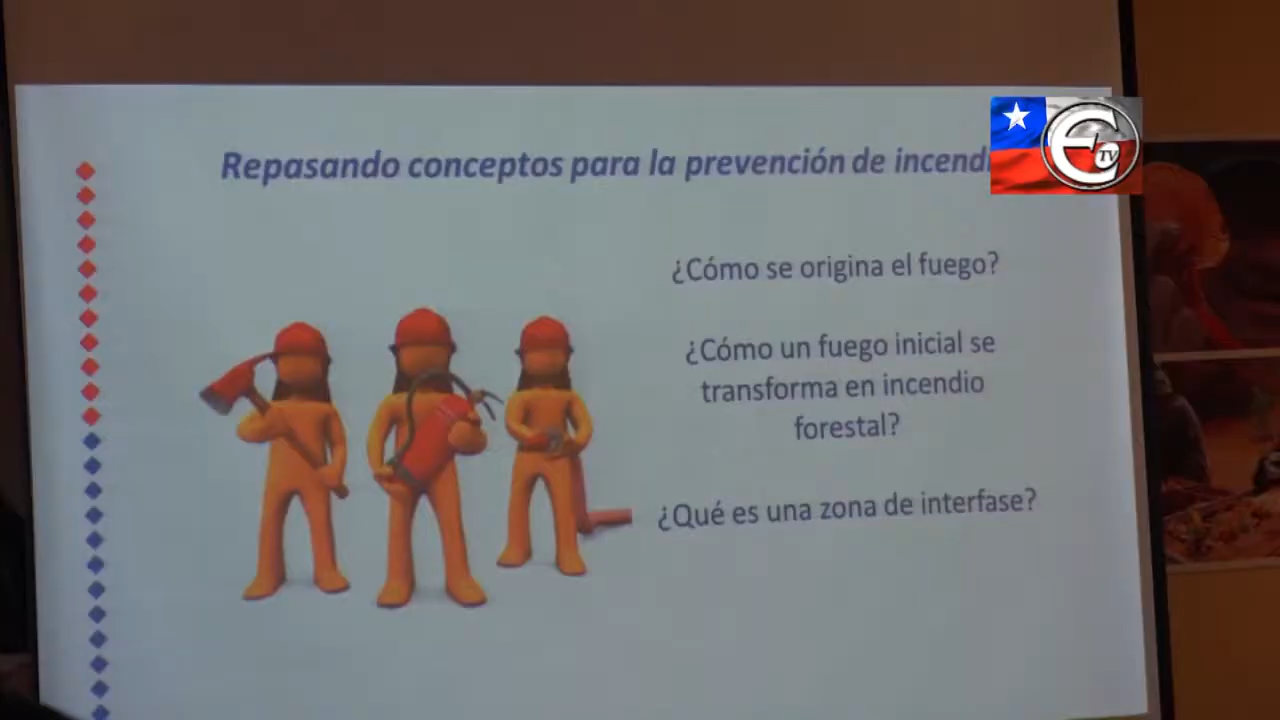 Repasando conceptos para la prevención de incend
TV
¿Cómo se origina el fuego?
¿Cómo un fuego inicial se
transforma en incendio
forestal?
¿Qué es una zona de interfase?